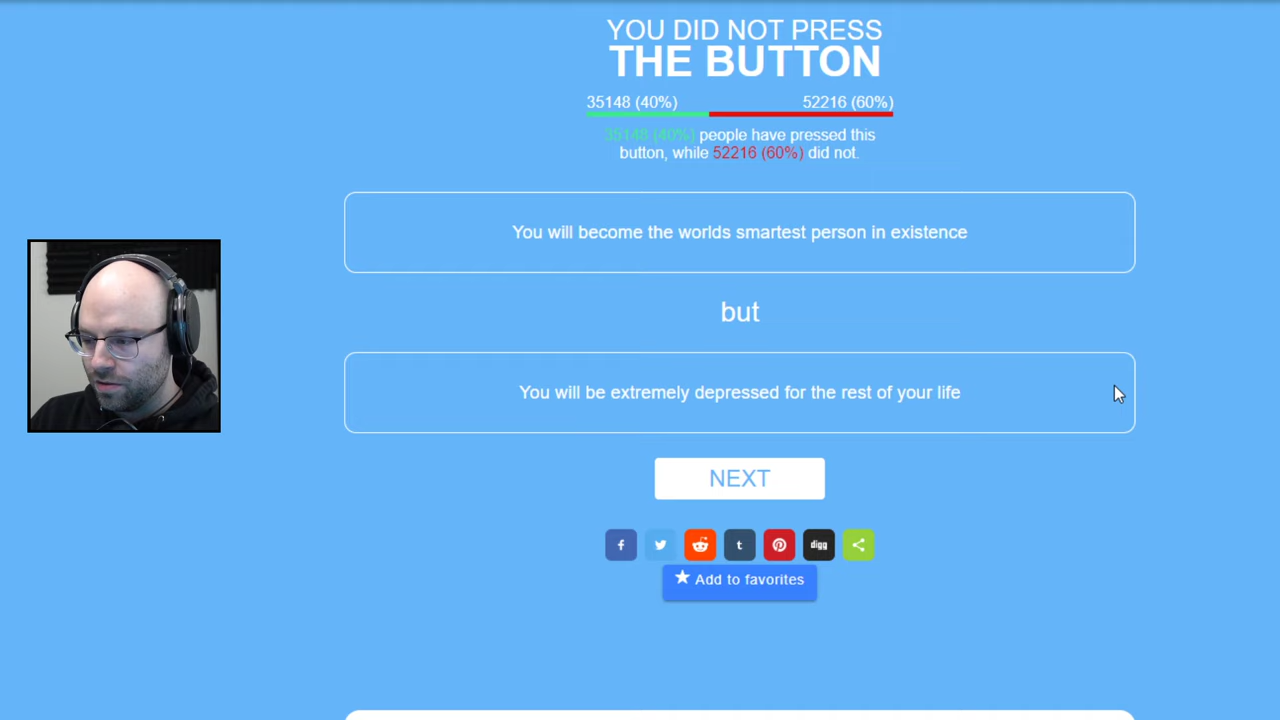 YOU DID NOT PRESS
THE BUTTON
35148 (40%) 52216 (60%)
35148 (40%) people have pressed this
button, while 52216 (60%) did not.
You will become the worlds smartest person in existence
but
You will be extremely depressed for the rest of your life
NEXT
f t digg
★ Add to favorites